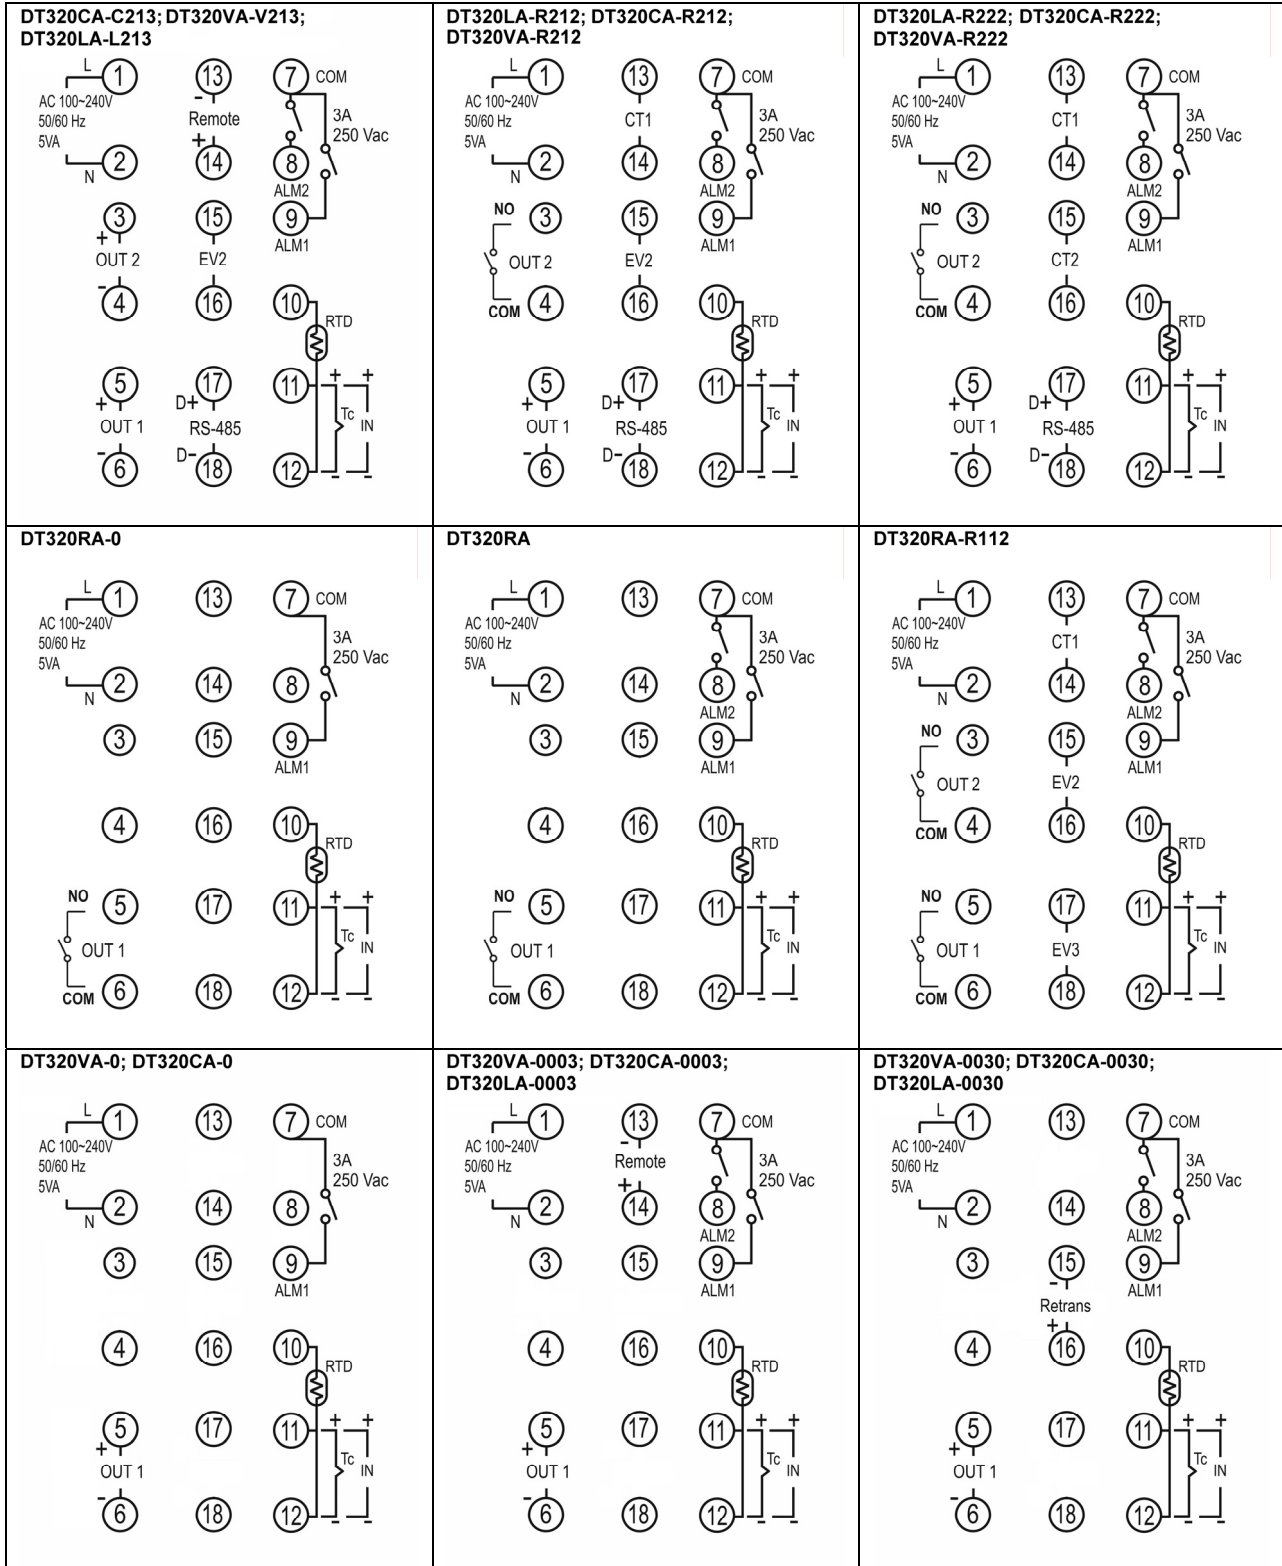 DT320CA-C213; DT320VA-V213;
DT320LA-L213
L 1 13 7 COM
AC 100~240V - 3A
50/60 Hz Remote 250 Vac
5VA +
N 2 14 8
ALM2
3 15 9
+ ALM1
OUT 2 EV2
-
4 16 10
RTD
5 17 11 + +
+ D+ Tc IN
OUT 1 RS-485
- D-
6 18 12 - -
DT320LA-R212; DT320CA-R212;
DT320VA-R212
L 1 13 7 COM
AC 100~240V 3A
50/60 Hz CT1 250 Vac
5VA
N 2 14 8
ALM2
NO 3 15 9
ALM1
OUT 2 EV2
COM 4 16 10
RTD
5 17 11 + +
+ D+ Tc IN
OUT 1 RS-485
- D-
6 18 12 - -
DT320LA-R222; DT320CA-R222;
DT320VA-R222
L 1 13 7 COM
AC 100~240V 3A
50/60 Hz CT1 250 Vac
5VA
N 2 14 8
ALM2
NO 3 15 9
ALM1
OUT 2 CT2
COM 4 16 10
RTD
5 17 11 + +
+ D+ Tc IN
OUT 1 RS-485
- D-
6 18 12 - -
DT320RA-0
L 1 13 7 COM
AC 100~240V 3A
50/60 Hz 250 Vac
5VA
N 2 14 8
3 15 9
ALM1
4 16 10
RTD
NO 5 17 11 + +
OUT 1 Tc IN
COM 6 18 12 - -
DT320RA
L 1 13 7 COM
AC 100~240V 3A
50/60 Hz 250 Vac
5VA
N 2 14 8
ALM2
3 15 9
ALM1
4 16 10
RTD
NO 5 17 11 + +
OUT 1 Tc IN
COM 6 18 12 - -
DT320RA-R112
L 1 13 7 COM
AC 100~240V 3A
50/60 Hz CT1 250 Vac
5VA
N 2 14 8
ALM2
NO 3 15 9
ALM1
OUT 2 EV2
COM 4 16 10
RTD
NO 5 17 11 + +
OUT 1 EV3 Tc IN
COM 6 18 12 - -
DT320VA-0; DT320CA-0
L 1 13 7 COM
AC 100~240V 3A
50/60 Hz 250 Vac
5VA
N 2 14 8
3 15 9
ALM1
4 16 10
RTD
5 17 11 + +
+ Tc IN
OUT 1
-
6 18 12 - -
DT320VA-0003; DT320CA-0003;
DT320LA-0003
L 1 13 7 COM
AC 100~240V - 3A
50/60 Hz Remote 250 Vac
5VA +
N 2 14 8
ALM2
3 15 9
ALM1
4 16 10
RTD
5 17 11 + +
+ Tc IN
OUT 1
-
6 18 12 - -
DT320VA-0030; DT320CA-0030;
DT320LA-0030
L 1 13 7 COM
AC 100~240V 3A
50/60 Hz 250 Vac
5VA
N 2 14 8
ALM2
3 15 9
- ALM1
Retrans
+
4 16 10
RTD
5 17 11 + +
+ Tc IN
OUT 1
-
6 18 12 - -